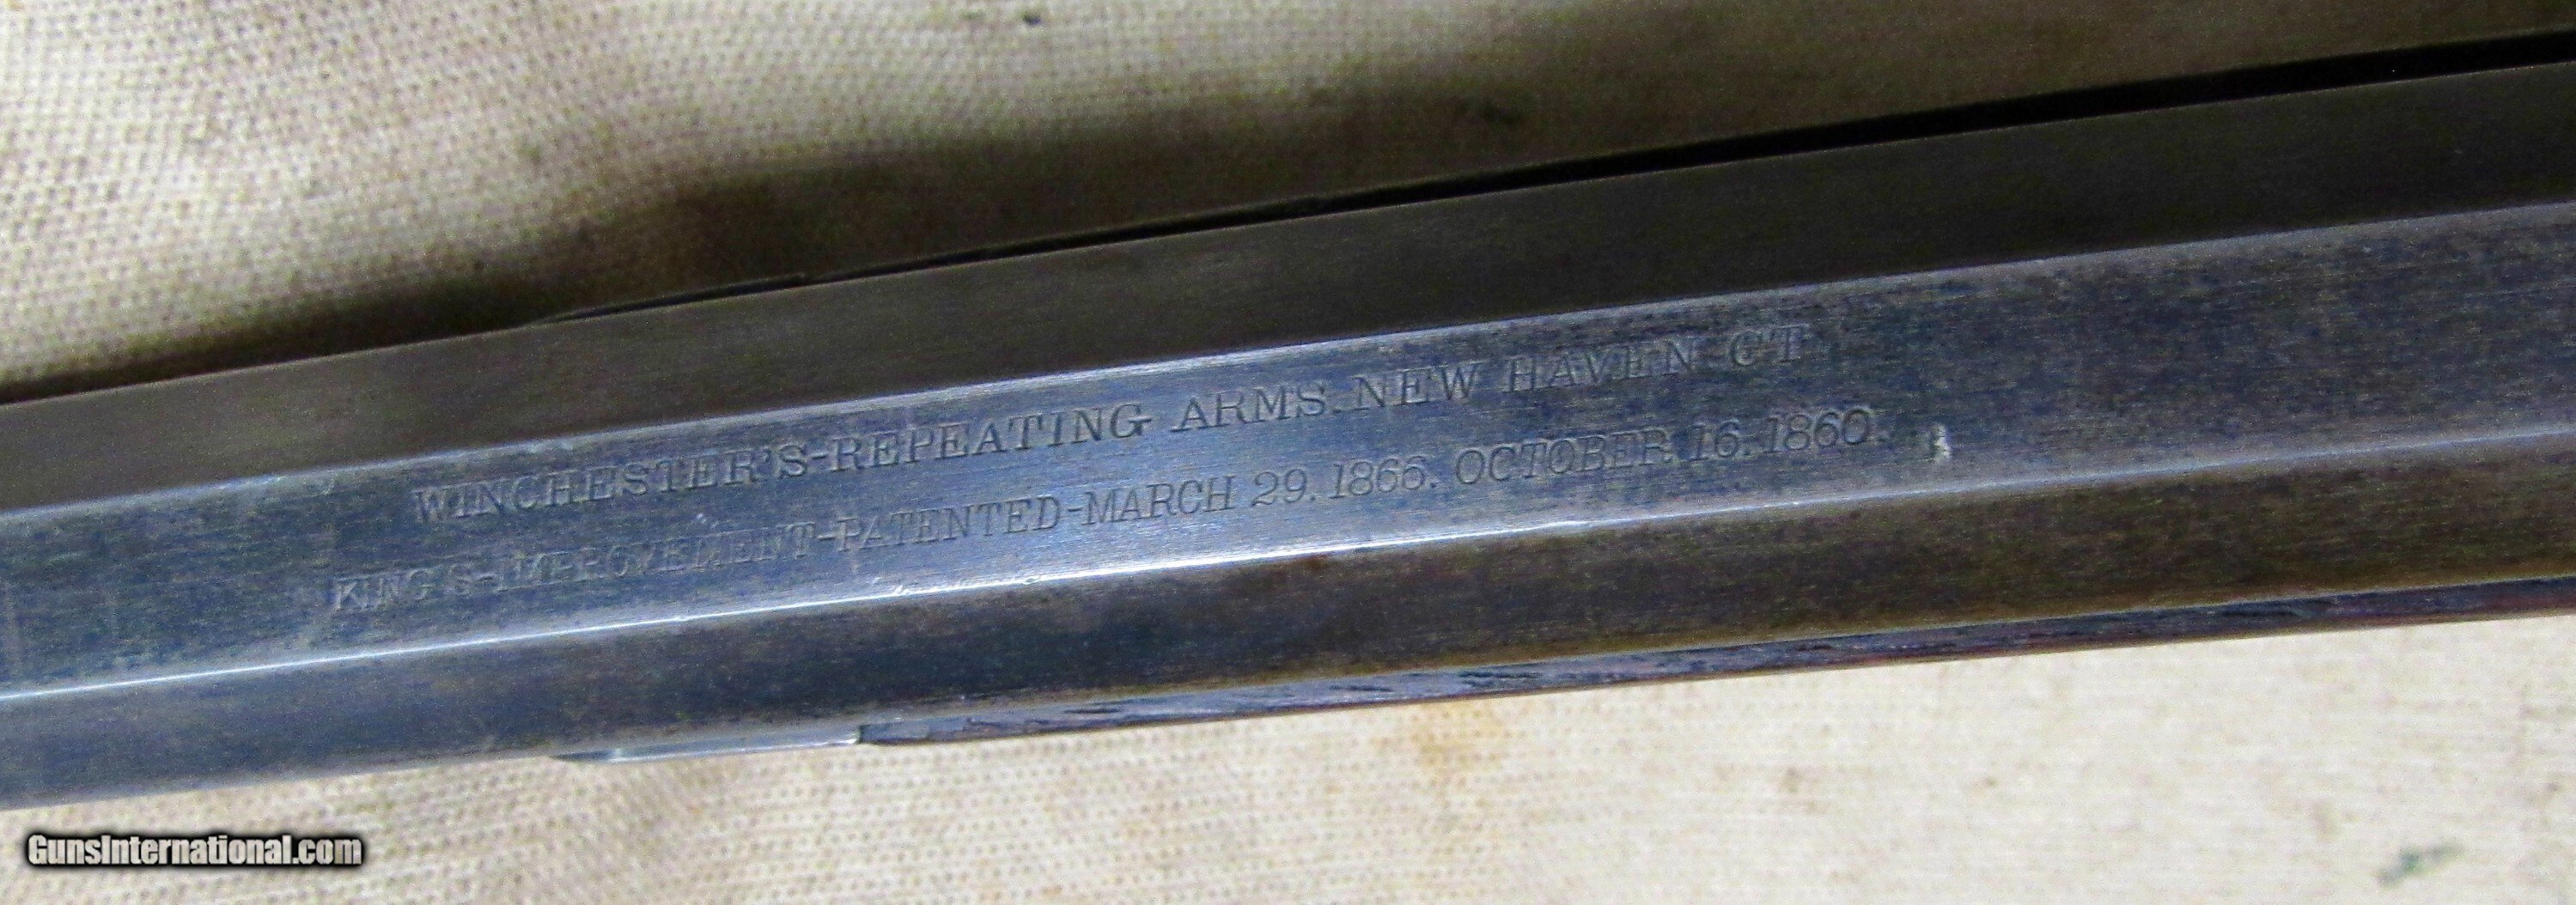 WINCHESTER'S-REPEATING ARMS. NEW HAVEN. CT
KING'S-IMPROVEMENT-PATENTED-MARCH 29. 1866. OCTOBER 16. 1860.
GunsInternational.com